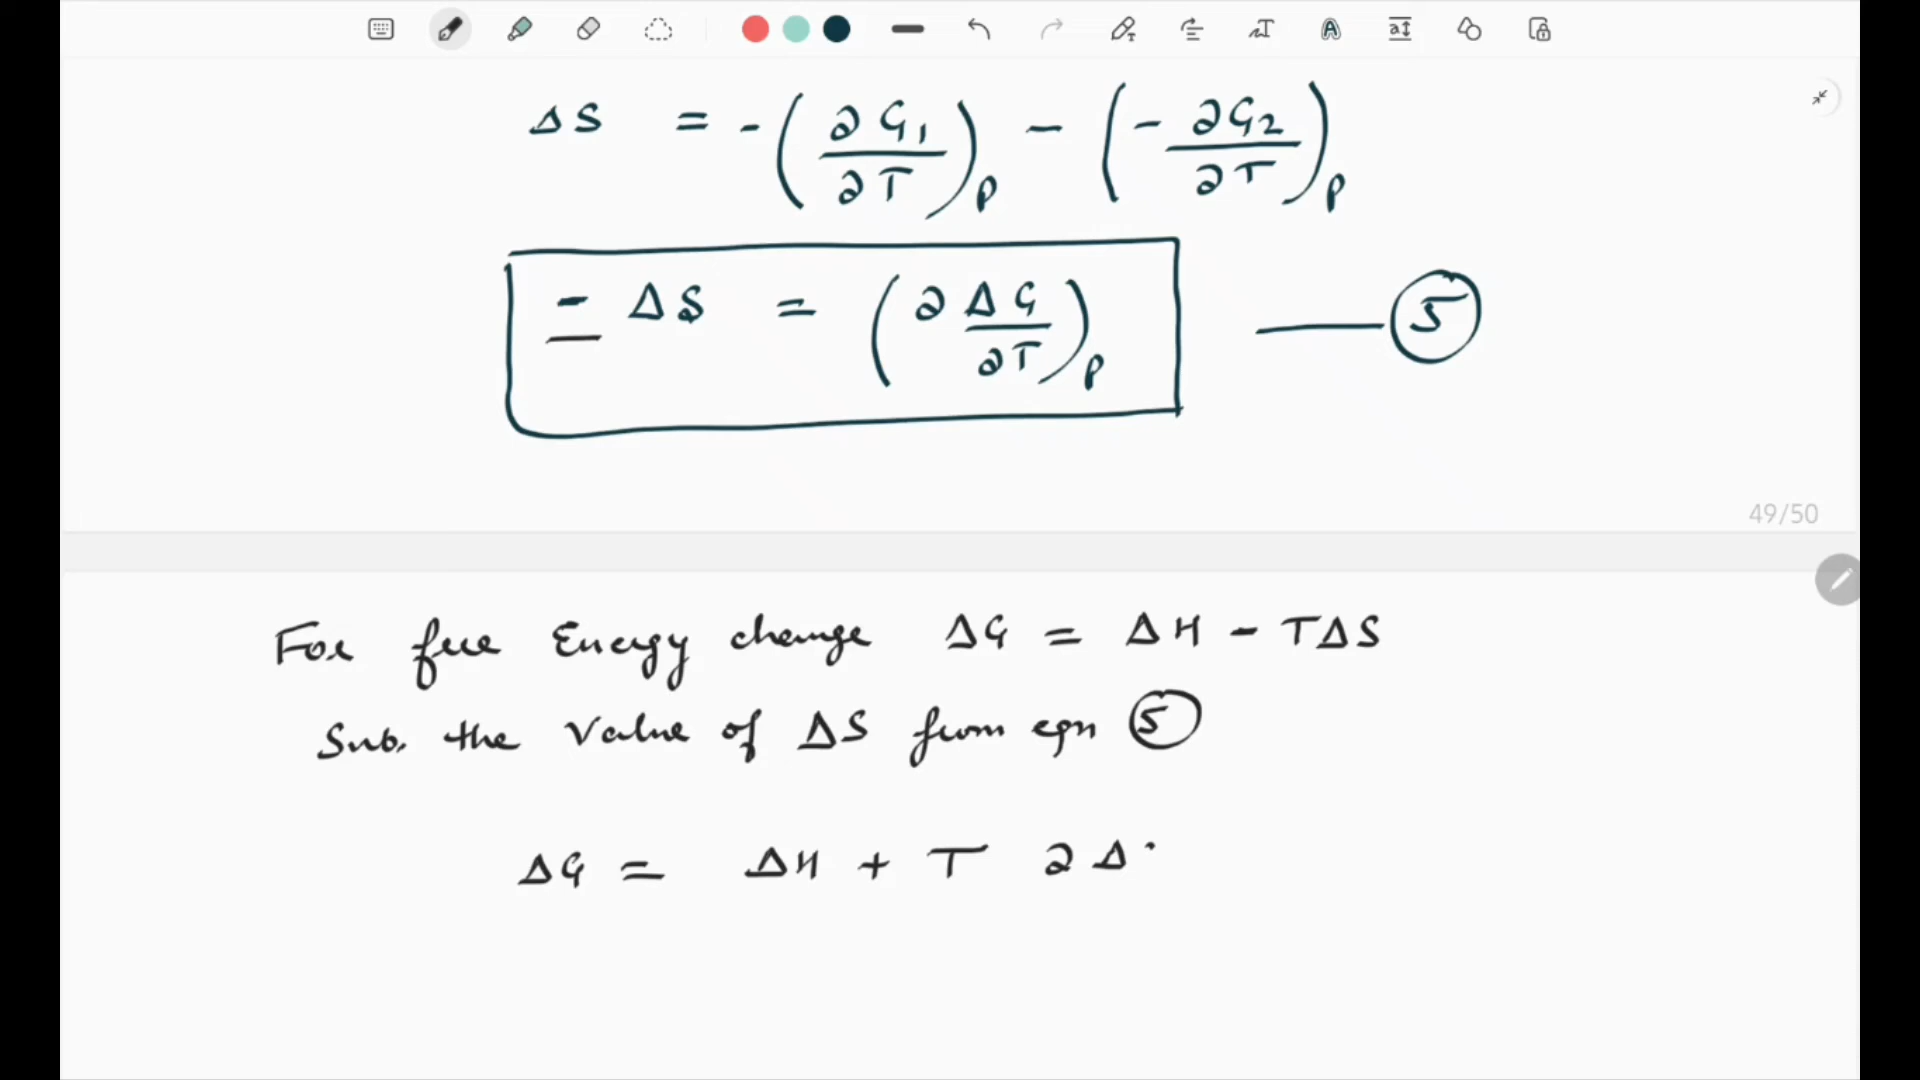 ΔS = -(∂G₁/∂T)P - (-∂G₂/∂T)P
- ΔS = (∂ΔG/∂T)P —— 5
49/50
For free Energy change ΔG = ΔH - TΔS
Sub. the value of ΔS from eqn 5
ΔG = ΔH + T ∂Δ